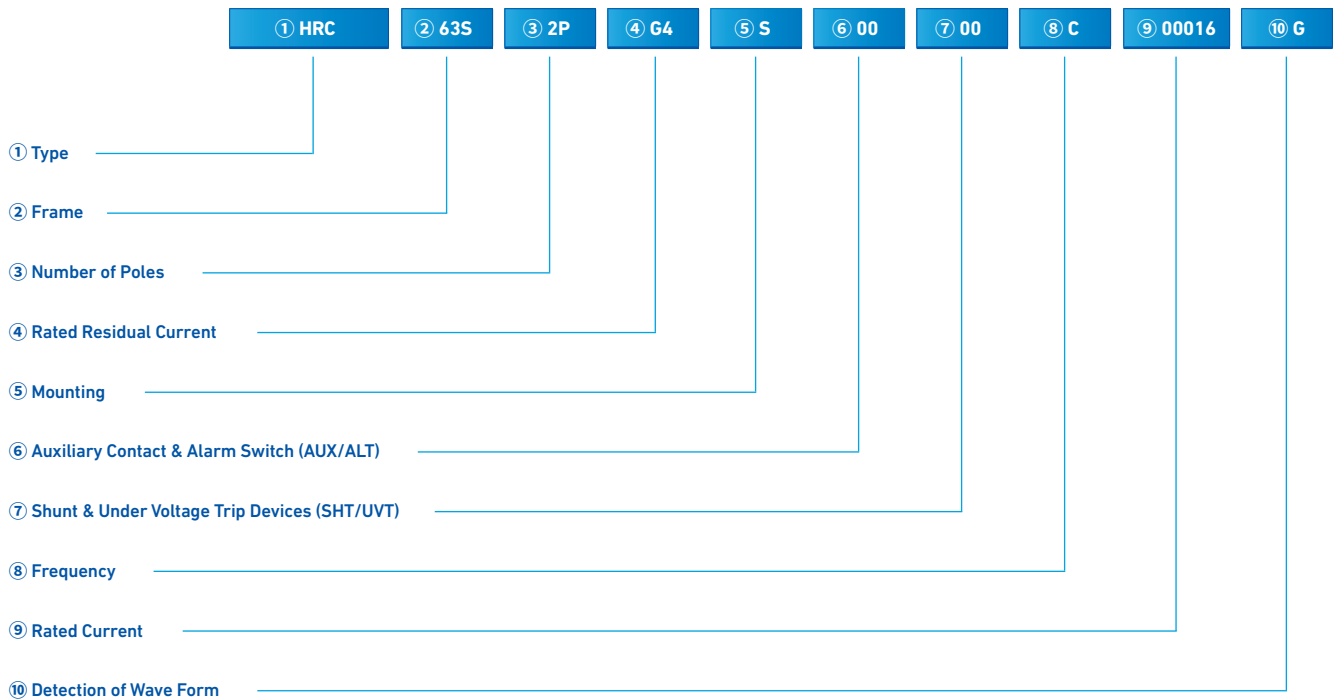 ① HRC ② 63S ③ 2P ④ G4 ⑤ S ⑥ 00 ⑦ 00 ⑧ C ⑨ 00016 ⑩ G
① Type
② Frame
③ Number of Poles
④ Rated Residual Current
⑤ Mounting
⑥ Auxiliary Contact & Alarm Switch (AUX/ALT)
⑦ Shunt & Under Voltage Trip Devices (SHT/UVT)
⑧ Frequency
⑨ Rated Current
⑩ Detection of Wave Form